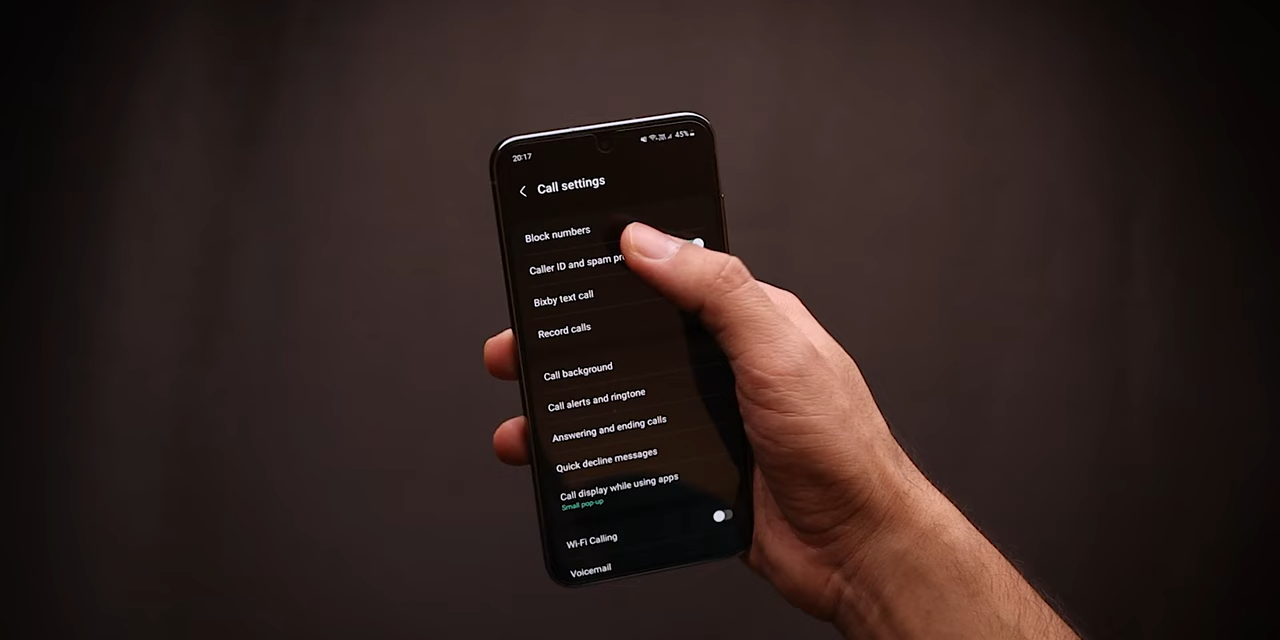 20:17
45%
Call settings
Block numbers
Caller ID and spam
Bixby text call
Record calls
Call background
Call alerts and ringtone
Answering and ending calls
Quick decline messages
Call display while using apps
Small pop-up
Wi-Fi Calling
Voicemail